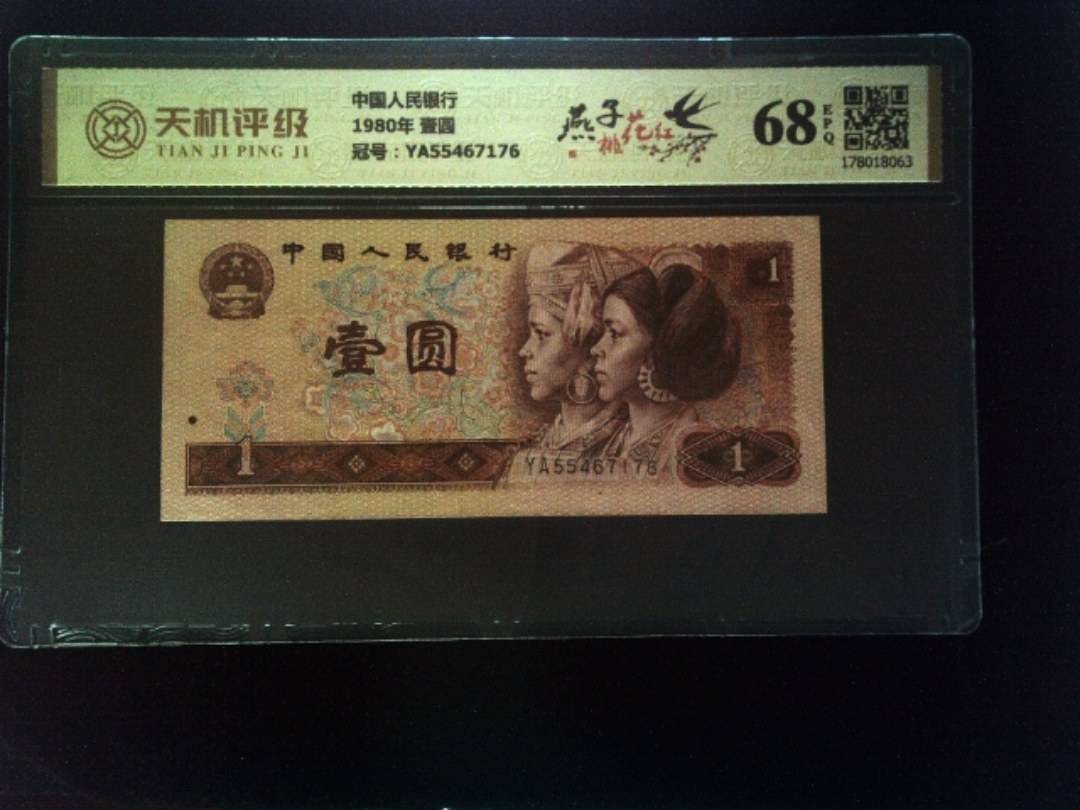 天机评级
TIAN JI PING JI
中国人民银行
1980年 壹圆
冠号：YA55467176
燕子桃花红
68 EPQ
178018063
中國人民银行
1
壹圆
YA55467178
1
1